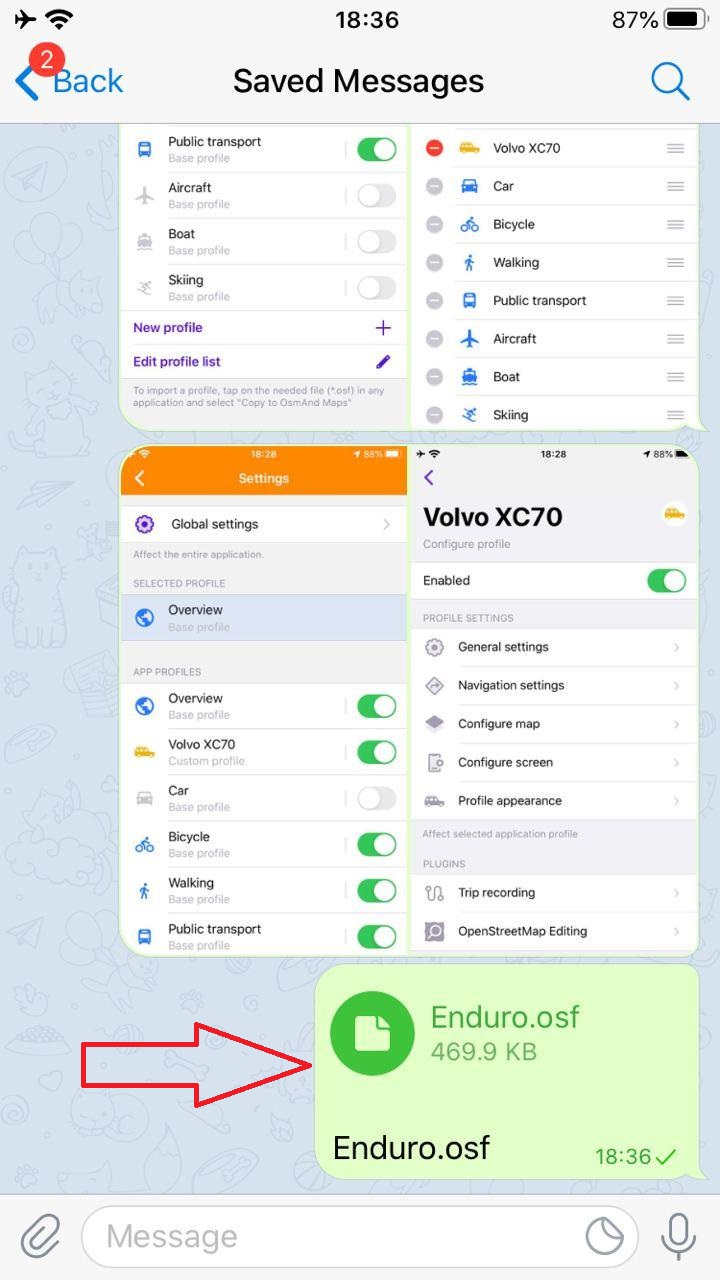 18:36
87%
2
Back
Saved Messages
Public transport
Base profile
Aircraft
Base profile
Boat
Base profile
Skiing
Base profile
New profile
Edit profile list
To import a profile, tap on the needed file (*.osf) in any
application and select "Copy to OsmAnd Maps"
Volvo XC70
Car
Bicycle
Walking
Public transport
Aircraft
Boat
Skiing
18:28
88%
Settings
Global settings
Affect the entire application.
SELECTED PROFILE
Overview
Base profile
APP PROFILES
Overview
Base profile
Volvo XC70
Custom profile
Car
Base profile
Bicycle
Base profile
Walking
Base profile
Public transport
Base profile
18:28
88%
Volvo XC70
Configure profile
Enabled
PROFILE SETTINGS
General settings
Navigation settings
Configure map
Configure screen
Profile appearance
Affect selected application profile
PLUGINS
Trip recording
OpenStreetMap Editing
Enduro.osf
469.9 KB
Enduro.osf
18:36
Message